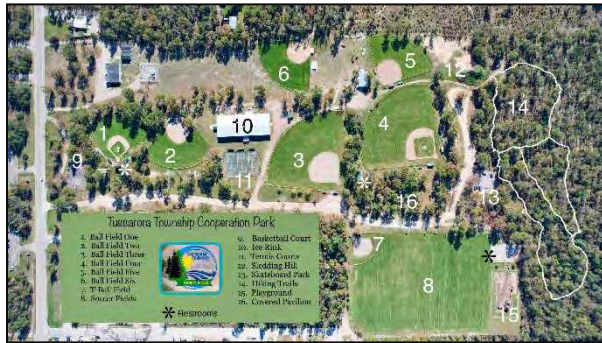 6
5
12
14
1
10
4
2
3
9
*
11
*
16
13
Tuscarora Township Cooperation Park
1. Ball Field One
2. Ball Field Two
3. Ball Field Three
4. Ball Field Four
5. Ball Field Five
6. Ball Field Six
7. T-Ball Field
8. Soccer Fields
9. Basketball Court
10. Ice Rink
11. Tennis Courts
12. Sledding Hill
13. Skateboard Park
14. Hiking Trails
15. Playground
16. Covered Pavilion
* Restrooms
7
*
8
15